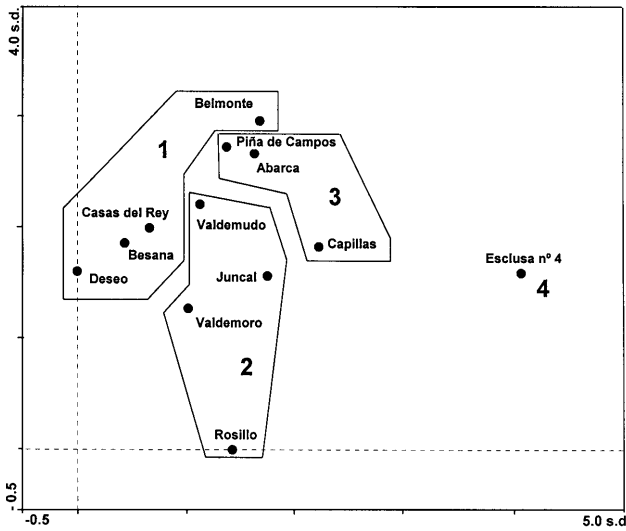 4.0 s.d.
Belmonte
1
Piña de Campos
Abarca
3
Casas del Rey
Valdemudo
Besana
Capillas
Deseo
Juncal
Esclusa nº 4
4
Valdemoro
2
Rosillo
- 0.5
-0.5
5.0 s.d